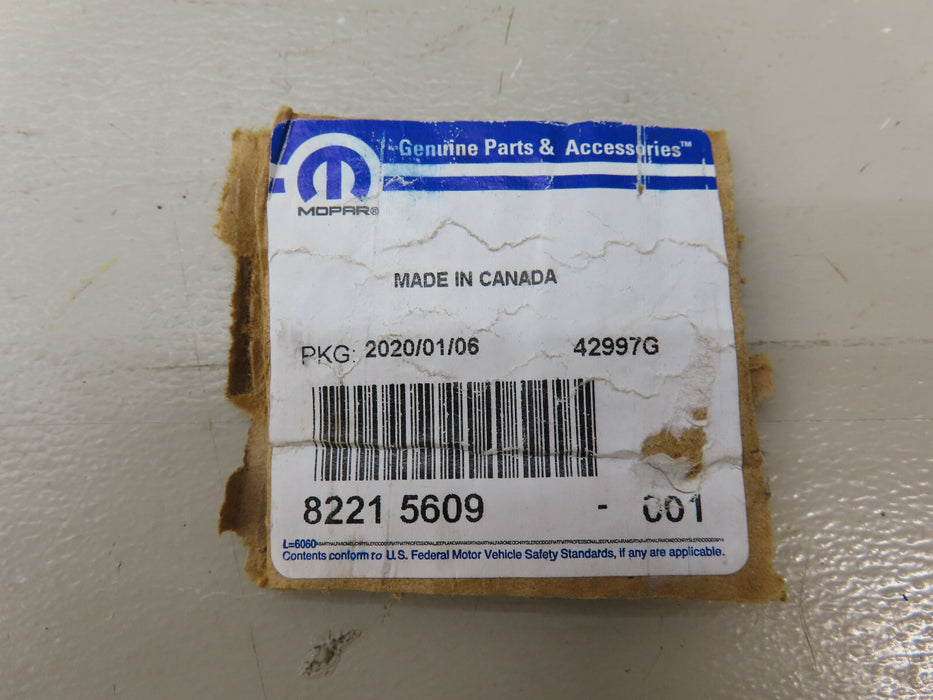 Genuine Parts & Accessories™
MOPAR®
MADE IN CANADA
PKG: 2020/01/06 42997G
8221 5609 - 001
L=6060
Contents conform to U.S. Federal Motor Vehicle Safety Standards, if any are applicable.